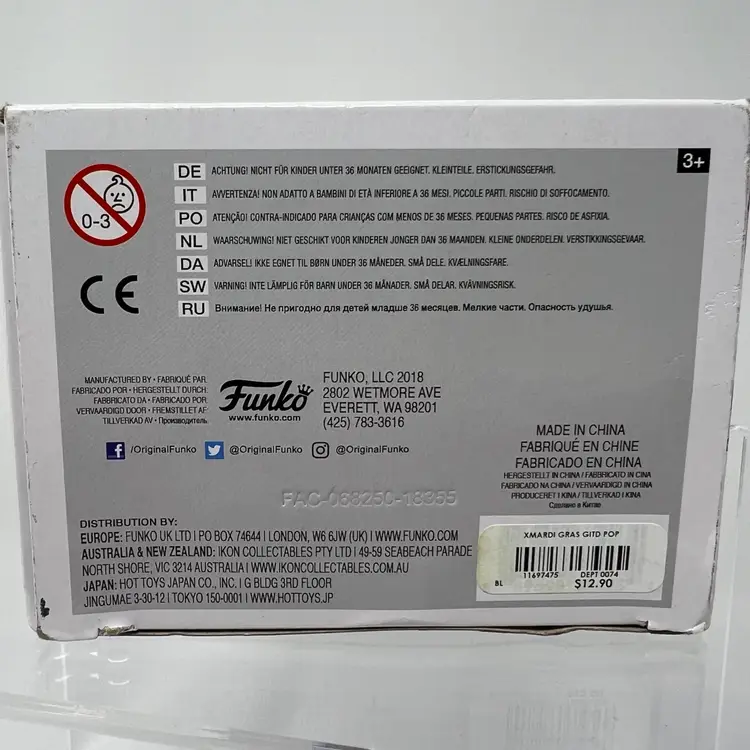 3+
0-3
DE ACHTUNG! NICHT FÜR KINDER UNTER 36 MONATEN GEEIGNET. KLEINTEILE. ERSTICKUNGSGEFAHR.
IT AVVERTENZA! NON ADATTO A BAMBINI DI ETÀ INFERIORE A 36 MESI. PICCOLE PARTI. RISCHIO DI SOFFOCAMENTO.
PO ATENÇÃO! CONTRA-INDICADO PARA CRIANÇAS COM MENOS DE 36 MESES. PEQUENAS PARTES. RISCO DE ASFIXIA.
NL WAARSCHUWING! NIET GESCHIKT VOOR KINDEREN JONGER DAN 36 MAANDEN. KLEINE ONDERDELEN. VERSTIKKINGSGEVAAR.
DA ADVARSEL! IKKE EGNET TIL BØRN UNDER 36 MÅNEDER. SMÅ DELE. KVÆLNINGSFARE.
SW VARNING! INTE LÄMPLIG FÖR BARN UNDER 36 MÅNADER. SMÅ DELAR. KVÄVNINGSRISK.
RU Внимание! Не пригодно для детей младше 36 месяцев. Мелкие части. Опасность удушья.
CE
MANUFACTURED BY • FABRIQUÉ PAR
FABRICADO POR • HERGESTELLT DURCH:
FABBRICATO DA • FABRICADO POR
VERVAARDIGD DOOR • FREMSTILLET AF
TILLVERKAD AV • Производитель
Funko
www.funko.com
FUNKO, LLC 2018
2802 WETMORE AVE
EVERETT, WA 98201
(425) 783-3616
/OriginalFunko @OriginalFunko @OriginalFunko
MADE IN CHINA
FABRIQUÉ EN CHINE
FABRICADO EN CHINA
HERGESTELLT IN CHINA / FABBRICATO IN CINA
FABRICADO NA CHINA / VERVAARDIGD IN CHINA
PRODUCERET I KINA / TILLVERKAD I KINA
Сделано в Китае
FAC-068250-18355
DISTRIBUTION BY:
EUROPE: FUNKO UK LTD | PO BOX 74644 | LONDON, W6 6JW (UK) | WWW.FUNKO.COM
AUSTRALIA & NEW ZEALAND: IKON COLLECTABLES PTY LTD | 49-59 SEABEACH PARADE
NORTH SHORE, VIC 3214 AUSTRALIA | WWW.IKONCOLLECTABLES.COM.AU
JAPAN: HOT TOYS JAPAN CO., INC. | G BLDG 3RD FLOOR
JINGUMAE 3-30-12 | TOKYO 150-0001 | WWW.HOTTOYS.JP
XMARDI GRAS GITD POP
11697475 DEPT 0074
BL $12.90